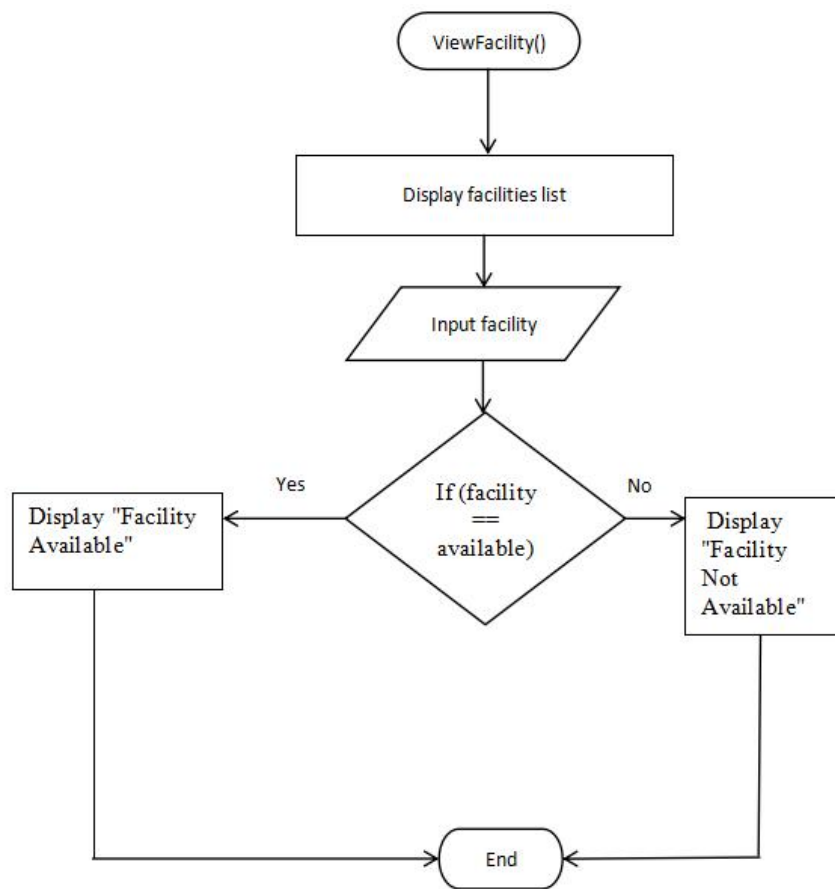 ViewFacility()
Display facilities list
Input facility
Yes
If (facility
==
available)
No
Display "Facility
Available"
Display
"Facility
Not
Available"
End